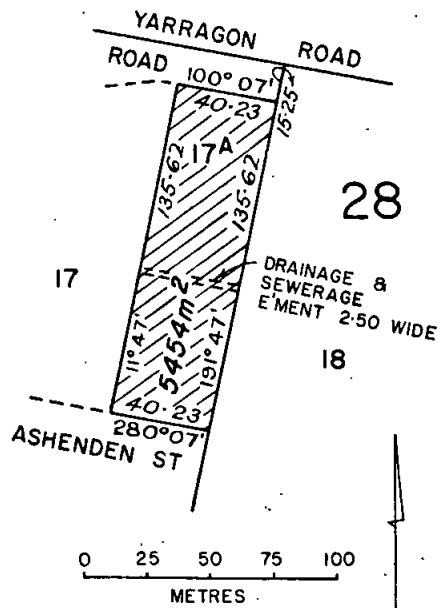 YARRAGON ROAD
ROAD
100° 07'
40·23
15·25
17A
135·62
135·62
28
DRAINAGE &
SEWERAGE
E'MENT 2·50 WIDE
17
18
11° 47'
5454m2
191° 47'
40·23
280° 07'
ASHENDEN ST
0 25 50 75 100
METRES